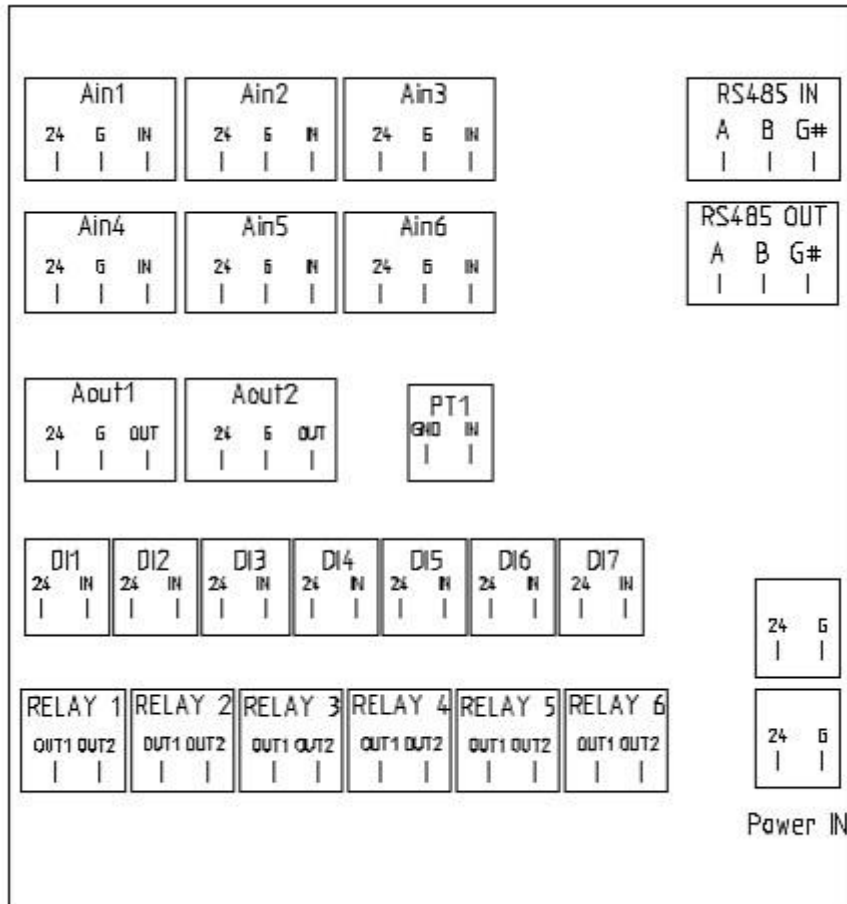 Ain1 Ain2 Ain3 RS485 IN
24 G IN 24 G IN 24 G IN A B G#
Ain4 Ain5 Ain6 RS485 OUT
24 G IN 24 G IN 24 G IN A B G#
Aout1 Aout2 PT1
24 G OUT 24 G OUT GND IN
DI1 DI2 DI3 DI4 DI5 DI6 DI7
24 IN 24 IN 24 IN 24 IN 24 IN 24 IN 24 IN
24 G
RELAY 1 RELAY 2 RELAY 3 RELAY 4 RELAY 5 RELAY 6
OUT1 OUT2 OUT1 OUT2 OUT1 OUT2 OUT1 OUT2 OUT1 OUT2 OUT1 OUT2 24 G
Power IN